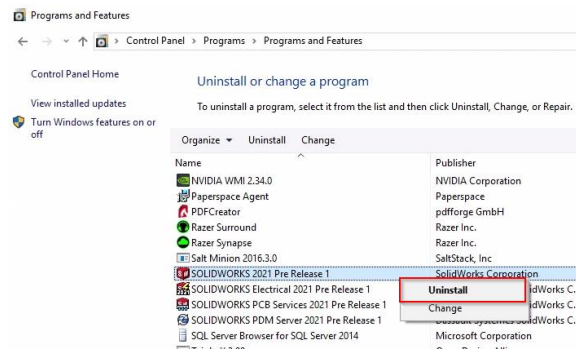 Programs and Features
Control Panel > Programs > Programs and Features
Control Panel Home
Uninstall or change a program
View installed updates
To uninstall a program, select it from the list and then click Uninstall, Change, or Repair.
Turn Windows features on or
off
Organize Uninstall Change
Name Publisher
NVIDIA WMI 2.34.0 NVIDIA Corporation
Paperspace Agent Paperspace
PDFCreator pdfforge GmbH
Razer Surround Razer Inc.
Razer Synapse Razer Inc.
Salt Minion 2016.3.0 SaltStack, Inc
SOLIDWORKS 2021 Pre Release 1 SolidWorks Corporation
SOLIDWORKS Electrical 2021 Pre Release 1 Uninstall idWorks C.
SOLIDWORKS PCB Services 2021 Pre Release 1 Change idWorks C.
SOLIDWORKS PDM Server 2021 Pre Release 1 SolidWorks C.
SQL Server Browser for SQL Server 2014 Microsoft Corporation